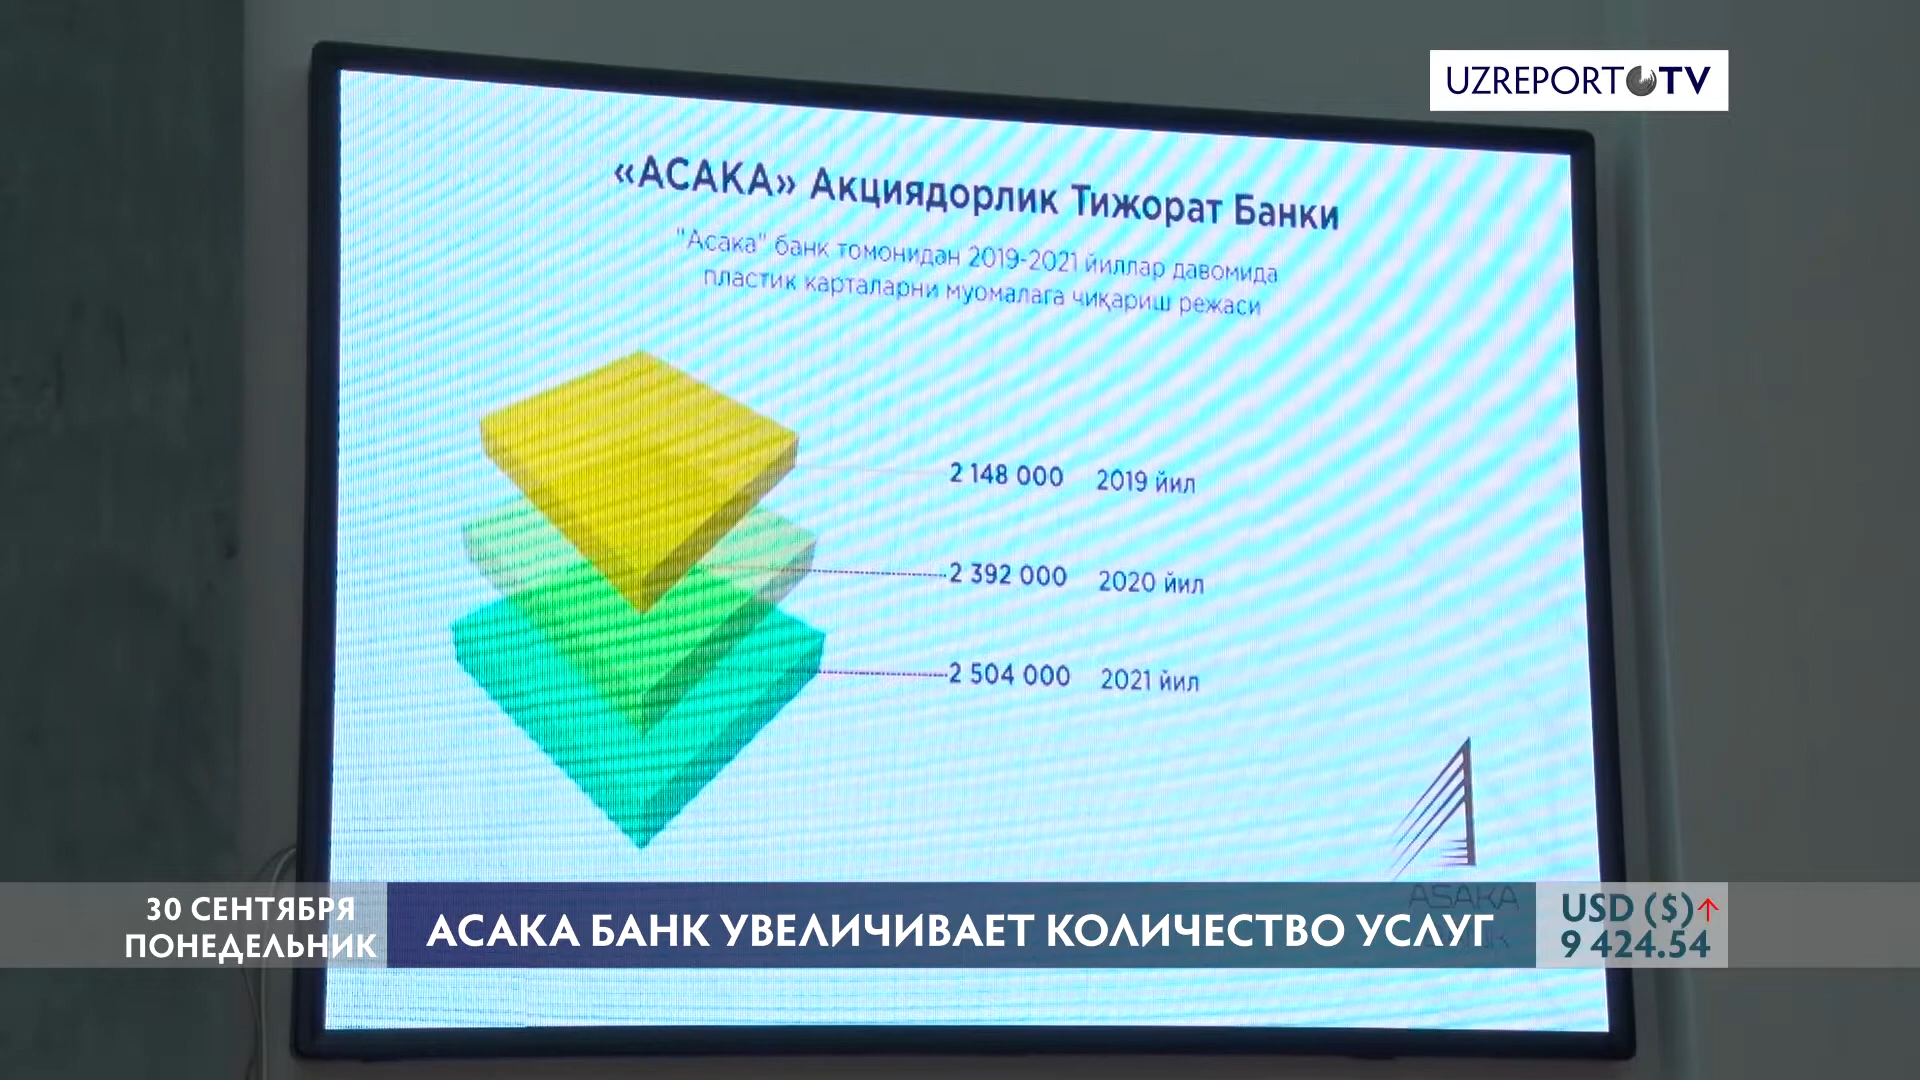 UZREPORT TV
«АСАКА» Акциядорлик Тижорат Банки
"Асака" банк томонидан 2019-2021 йиллар давомида
пластик карталарни муомалага чиқариш режаси
2 148 000 2019 йил
2 392 000 2020 йил
2 504 000 2021 йил
ASAKA
30 СЕНТЯБРЯ
ПОНЕДЕЛЬНИК
АСАКА БАНК УВЕЛИЧИВАЕТ КОЛИЧЕСТВО УСЛУГ
USD ($)↑
9 424.54